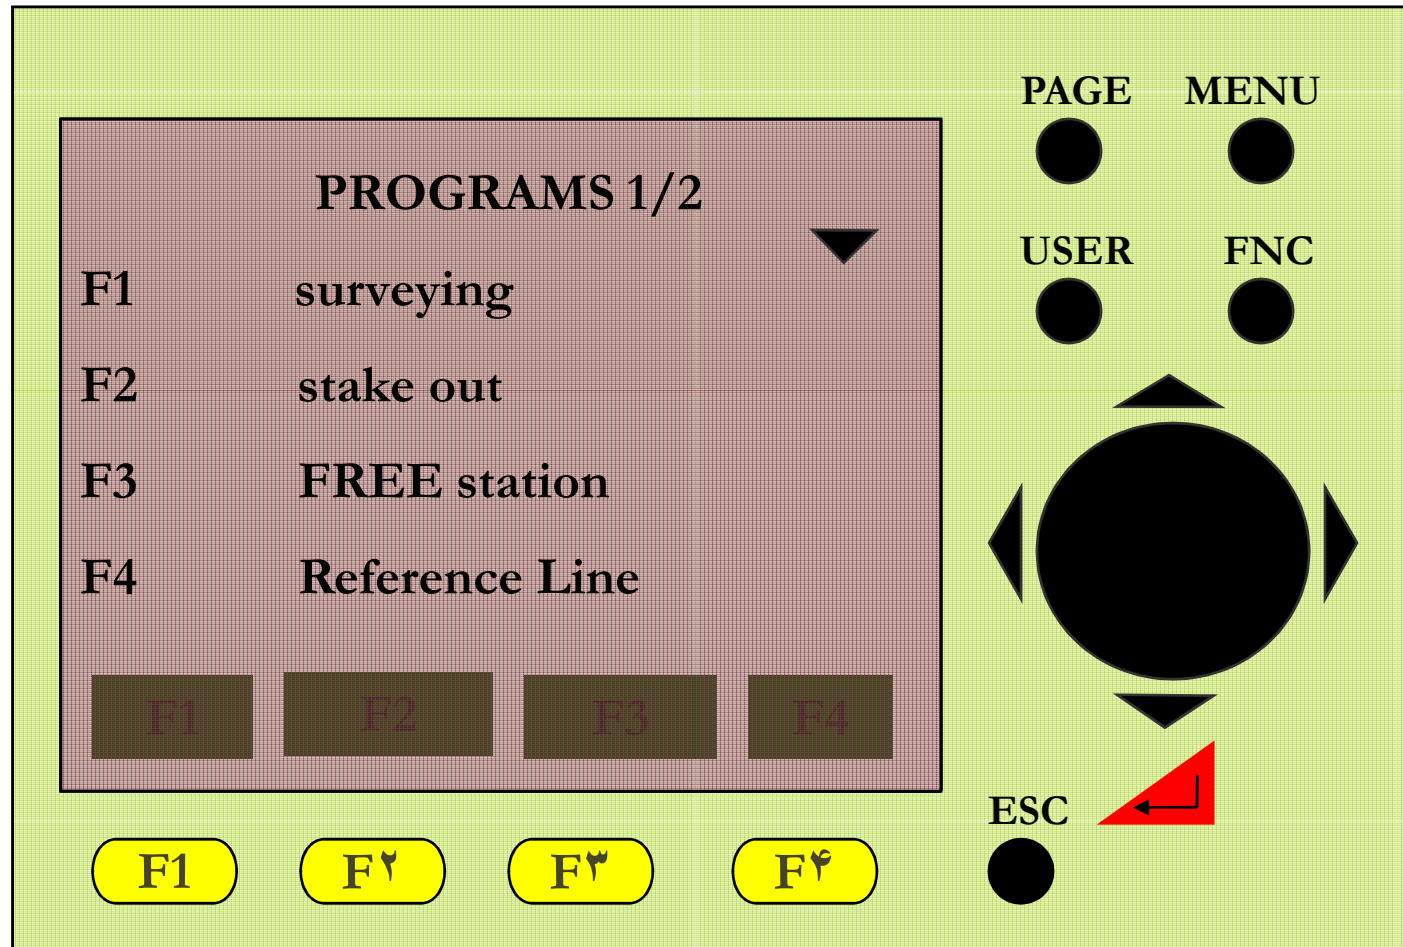 PAGE MENU
PROGRAMS 1/2
USER FNC
F1 surveying
F2 stake out
F3 FREE station
F4 Reference Line
F1 F2 F3 F4
ESC
F1 F۲ F۳ F۴